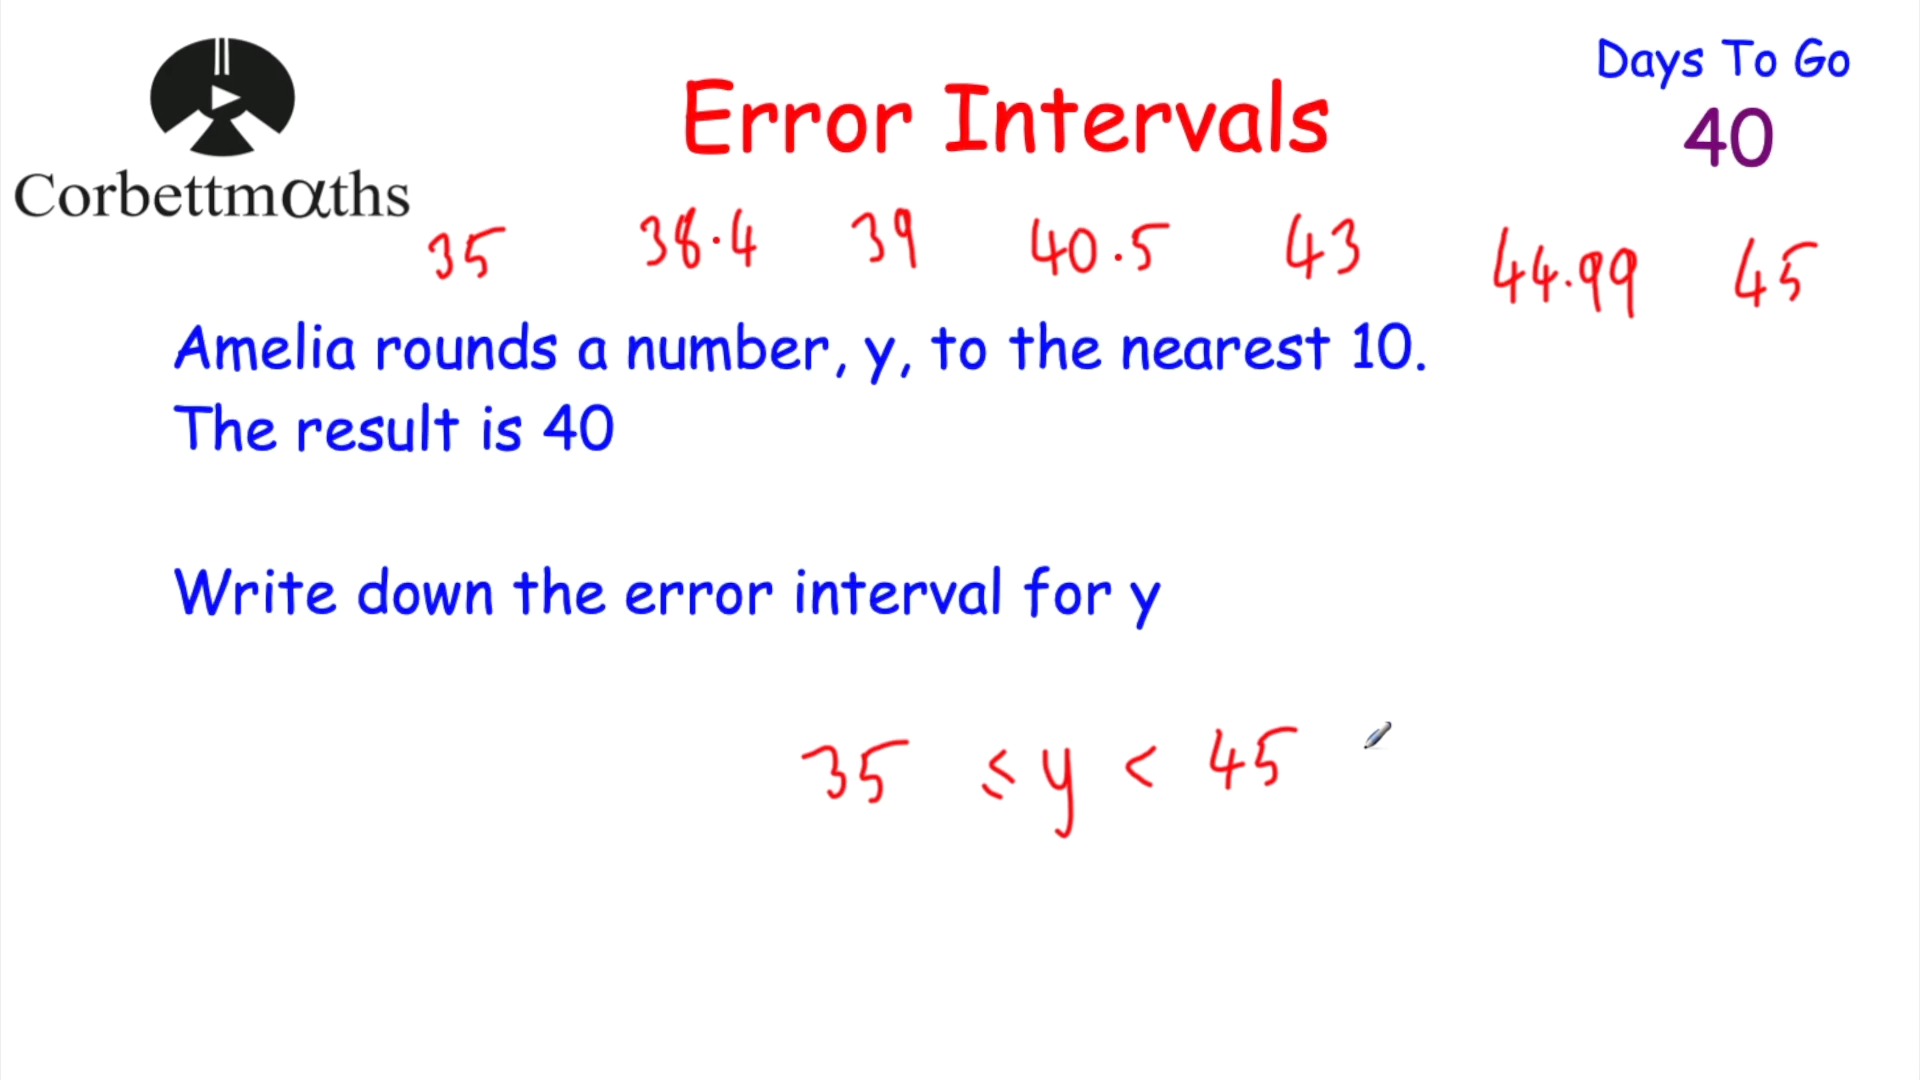 Corbettmαths
Error Intervals
Days To Go
40
35 38.4 39 40.5 43 44.99 45
Amelia rounds a number, y, to the nearest 10.
The result is 40
Write down the error interval for y
35 ≤ y < 45